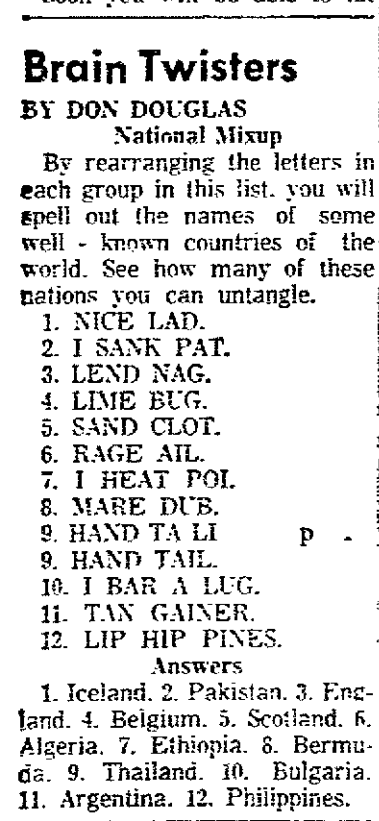 Brain Twisters
BY DON DOUGLAS
National Mixup
By rearranging the letters in
each group in this list. you will
spell out the names of some
well - known countries of the
world. See how many of these
nations you can untangle.
1. NICE LAD.
2. I SANK PAT.
3. LEND NAG.
4. LIME BUG.
5. SAND CLOT.
6. RAGE AIL.
7. I HEAT POI.
8. MARE DUB.
9. HAND TA LI p .
9. HAND TAIL.
10. I BAR A LUG.
11. TAN GAINER.
12. LIP HIP PINES.
Answers
1. Iceland. 2. Pakistan. 3. Eng-
land. 4. Belgium. 5. Scotland. 6.
Algeria. 7. Ethiopia. 8. Bermu-
da. 9. Thailand. 10. Bulgaria.
11. Argentina. 12. Philippines.